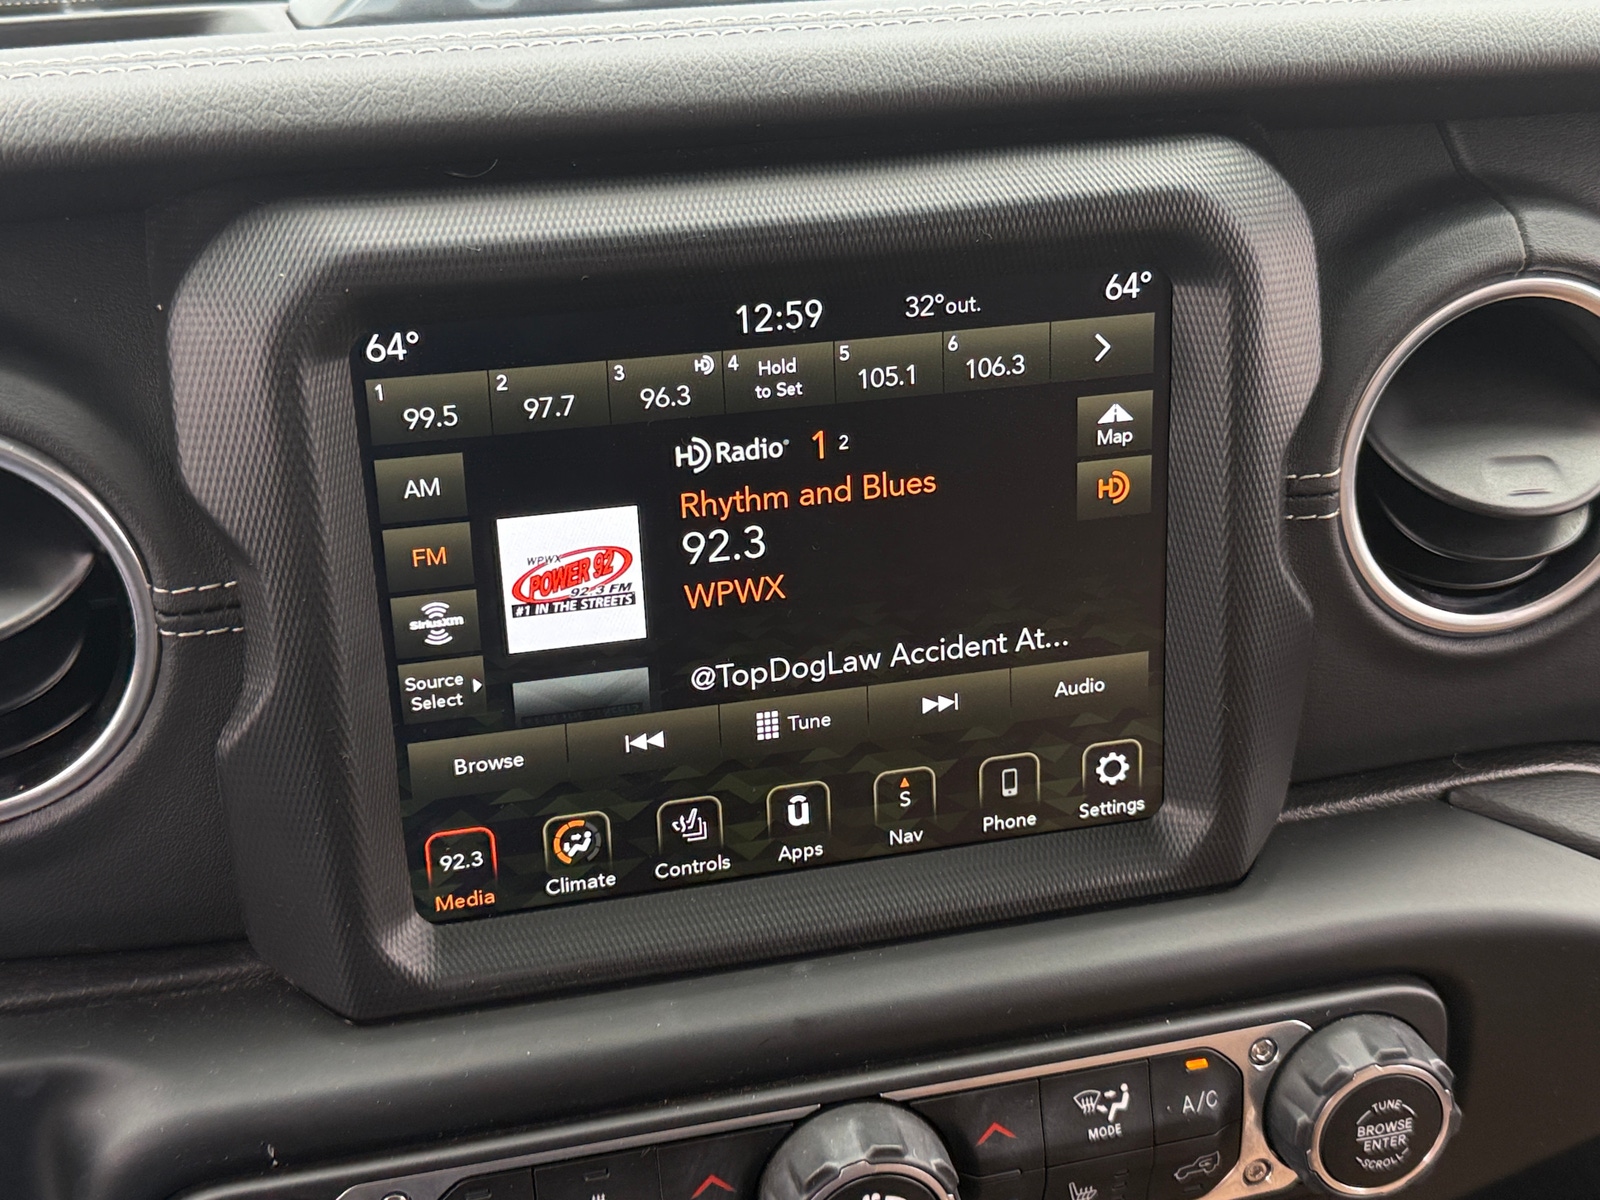 64°
12:59
32°out.
64°
1
99.5
2
97.7
3
HD
96.3
4
Hold
to Set
5
105.1
6
106.3
AM
FM
SiriusXM
Source
Select
WPWX
POWER 92
92.3 FM
#1 IN THE STREETS
HD Radio® 1 2
Rhythm and Blues
92.3
WPWX
@TopDogLaw Accident At...
Map
HD
Browse
Tune
Audio
92.3
Media
Climate
Controls
u
Apps
S
Nav
Phone
Settings
MODE
A/C
TUNE
BROWSE
ENTER
SCROLL